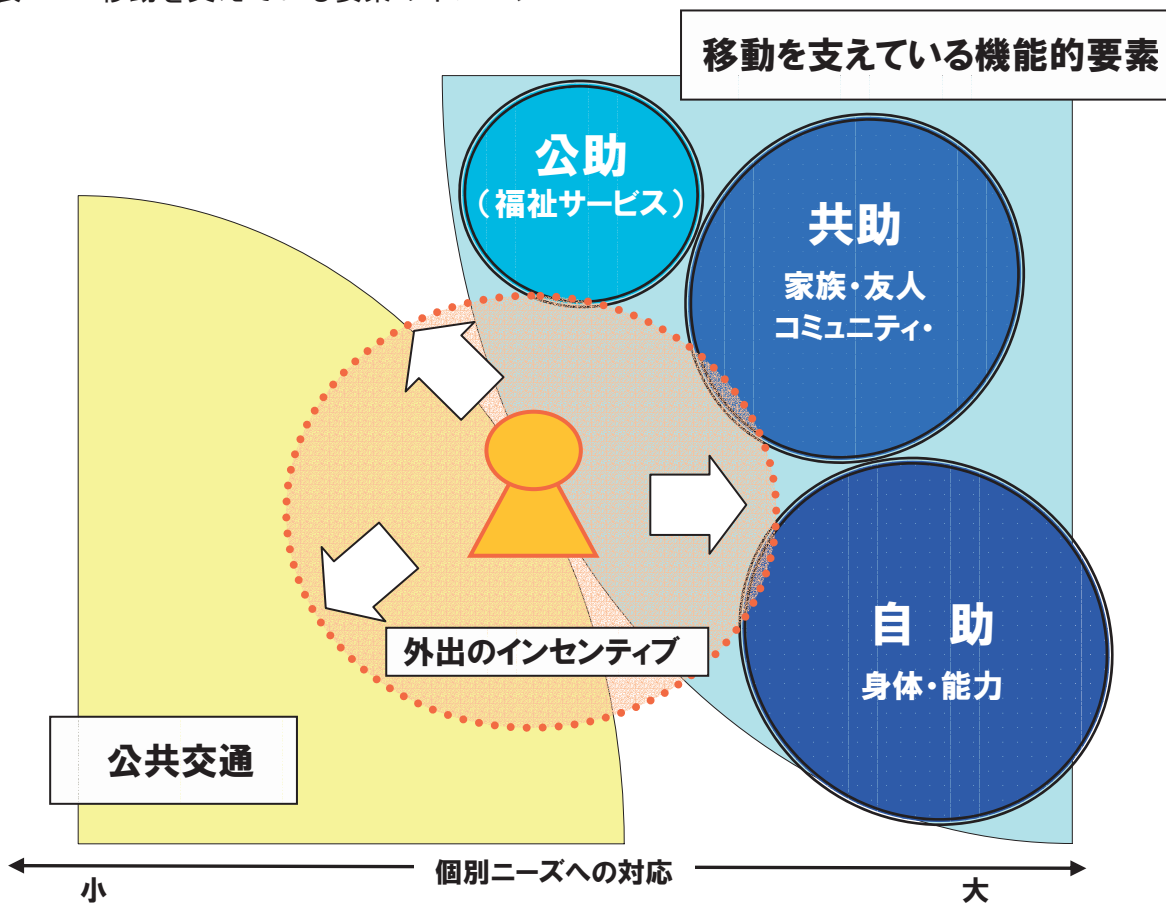 移動を支えている機能的要素
公助
（福祉サービス）
共助
家族・友人
コミュニティ・
自　助
身体・能力
外出のインセンティブ
公共交通
個別ニーズへの対応
小
大